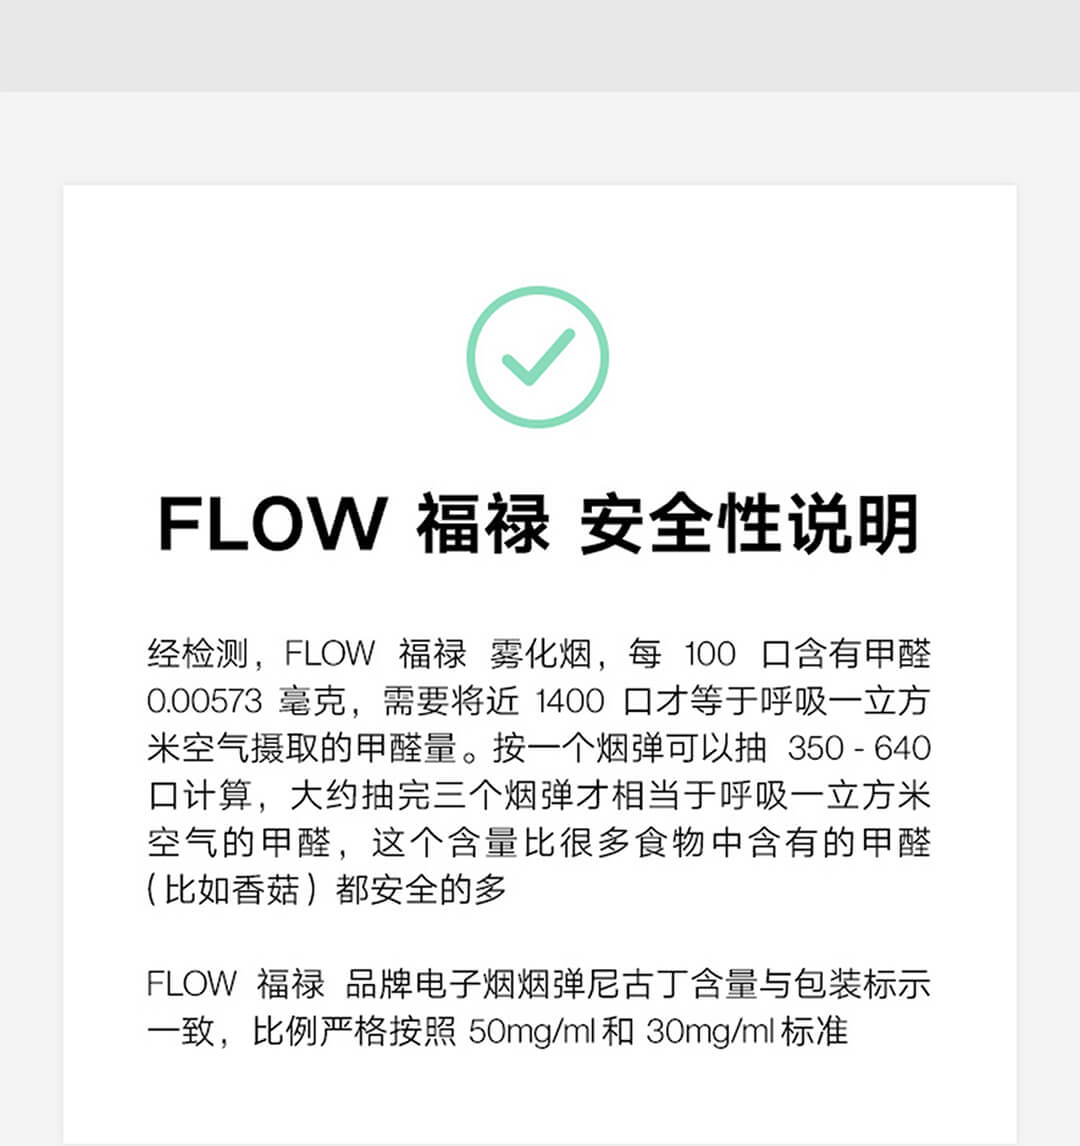 FLOW 福禄 安全性说明
经检测，FLOW 福禄 雾化烟，每 100 口含有甲醛
0.00573 毫克，需要将近 1400 口才等于呼吸一立方
米空气摄取的甲醛量。按一个烟弹可以抽 350 - 640
口计算，大约抽完三个烟弹才相当于呼吸一立方米
空气的甲醛，这个含量比很多食物中含有的甲醛
（比如香菇）都安全的多
FLOW 福禄 品牌电子烟烟弹尼古丁含量与包装标示
一致，比例严格按照 50mg/ml 和 30mg/ml 标准